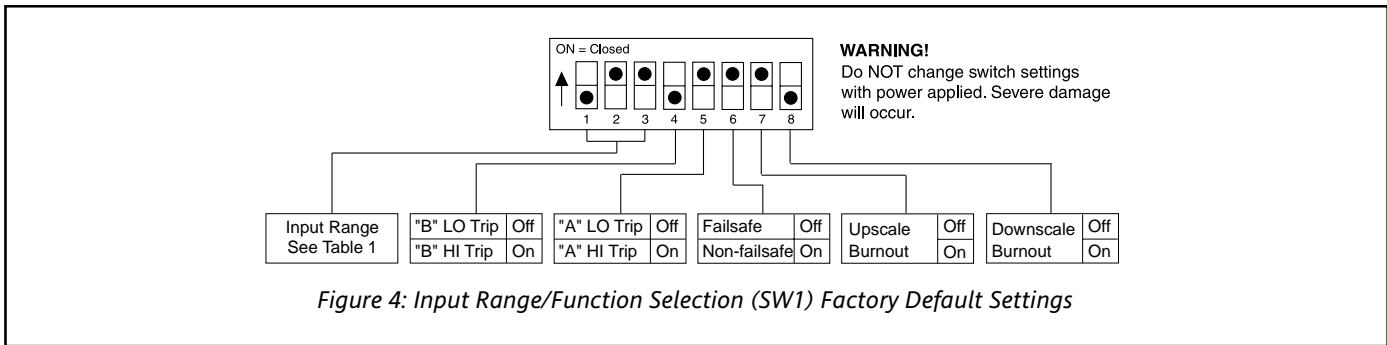 ON = Closed
1 2 3 4 5 6 7 8
WARNING!
Do NOT change switch settings
with power applied. Severe damage
will occur.
Input Range
See Table 1
"B" LO Trip Off
"B" HI Trip On
"A" LO Trip Off
"A" HI Trip On
Failsafe Off
Non-failsafe On
Upscale Off
Burnout On
Downscale Off
Burnout On
Figure 4: Input Range/Function Selection (SW1) Factory Default Settings